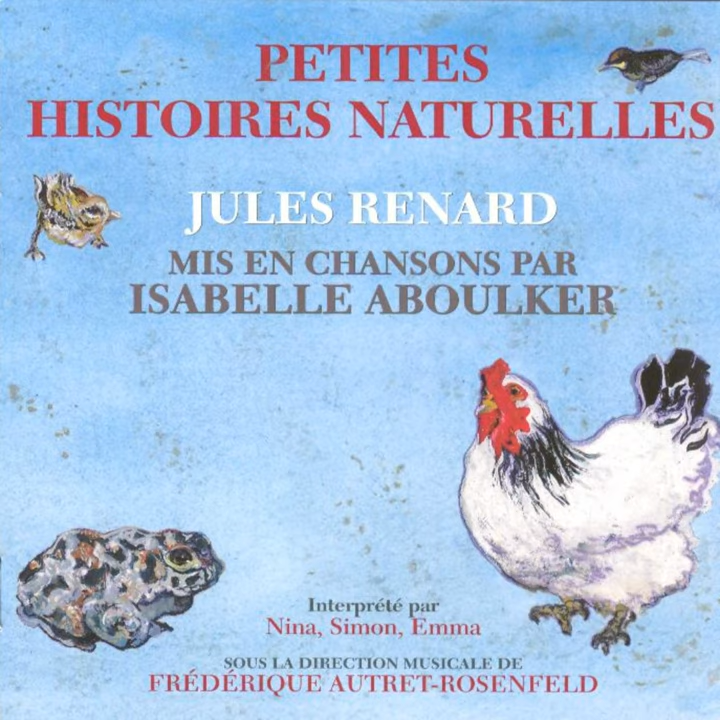 PETITES
HISTOIRES NATURELLES
JULES RENARD
MIS EN CHANSONS PAR
ISABELLE ABOULKER
Interprété par
Nina, Simon, Emma
SOUS LA DIRECTION MUSICALE DE
FRÉDÉRIQUE AUTRET-ROSENFELD